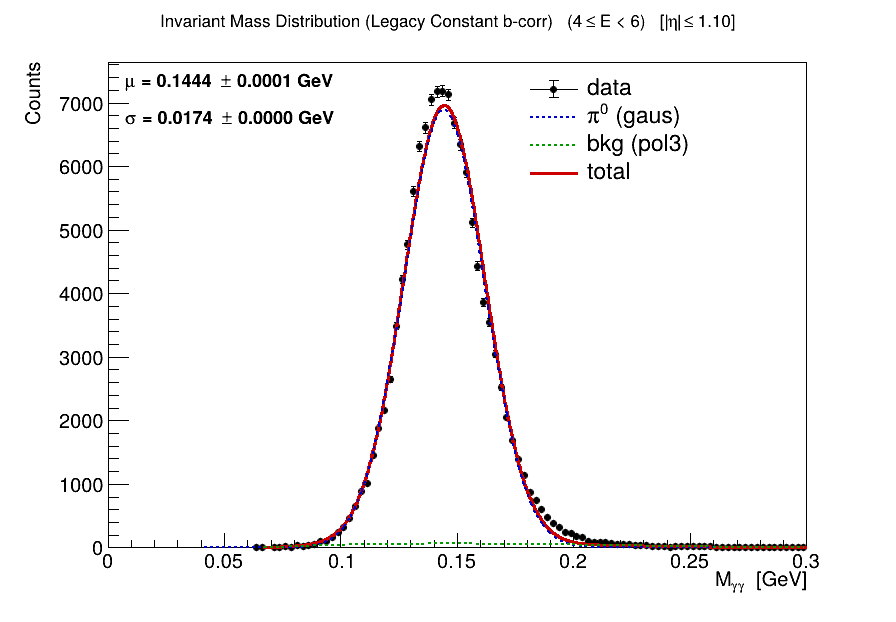 Invariant Mass Distribution (Legacy Constant b-corr) (4 ≤ E < 6) [|η| ≤ 1.10]
Counts
μ = 0.1444 ± 0.0001 GeV
σ = 0.0174 ± 0.0000 GeV
data
π⁰ (gaus)
bkg (pol3)
total
7000
6000
5000
4000
3000
2000
1000
0
0 0.05 0.1 0.15 0.2 0.25 0.3
Mγγ [GeV]